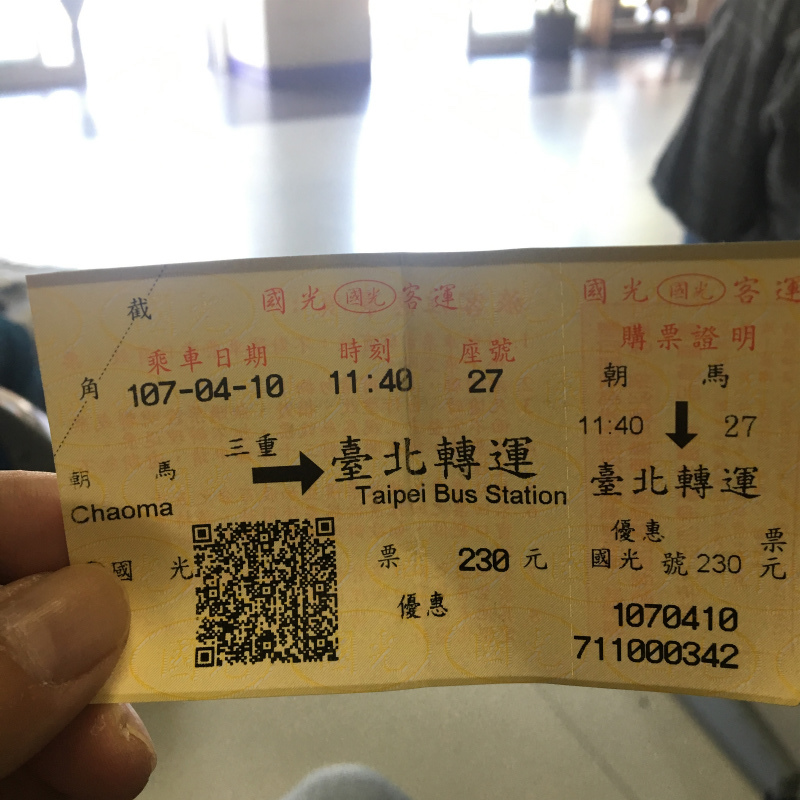 截角
國光 國光 客運
乘車日期 時刻 座號
107-04-10 11:40 27
三重
朝馬 → 臺北轉運
Chaoma Taipei Bus Station
國光 票 230 元
優惠
國光 國光 客運
購票證明
朝馬
11:40 ↓ 27
臺北轉運
優惠 票
國光號 230 元
1070410
711000342